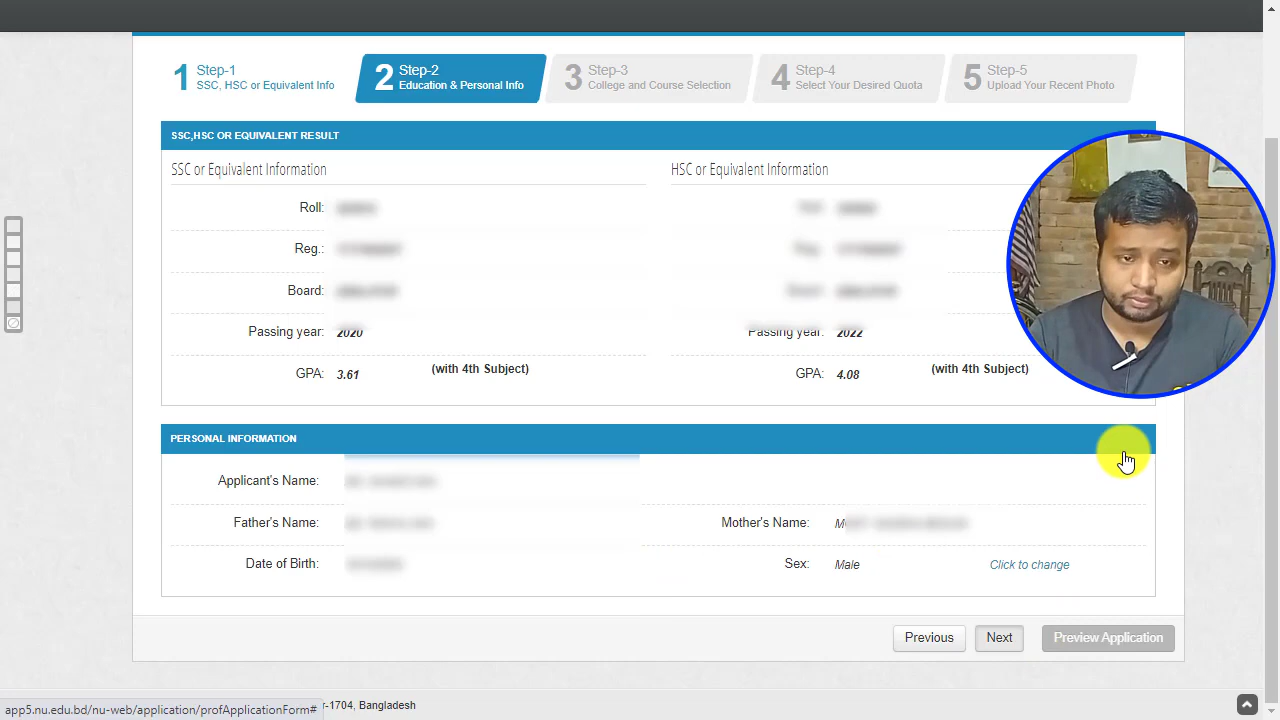 1 Step-1 SSC, HSC or Equivalent Info
2 Step-2 Education & Personal Info
3 Step-3 College and Course Selection
4 Step-4 Select Your Desired Quota
5 Step-5 Upload Your Recent Photo
SSC,HSC OR EQUIVALENT RESULT
SSC or Equivalent Information
Roll:
Reg.:
Board:
Passing year: 2020
GPA: 3.61 (with 4th Subject)
HSC or Equivalent Information
Passing year: 2022
GPA: 4.08 (with 4th Subject)
PERSONAL INFORMATION
Applicant's Name:
Father's Name:
Mother's Name:
Date of Birth:
Sex: Male Click to change
Previous Next Preview Application
app5.nu.edu.bd/nu-web/application/profApplicationForm# r-1704, Bangladesh